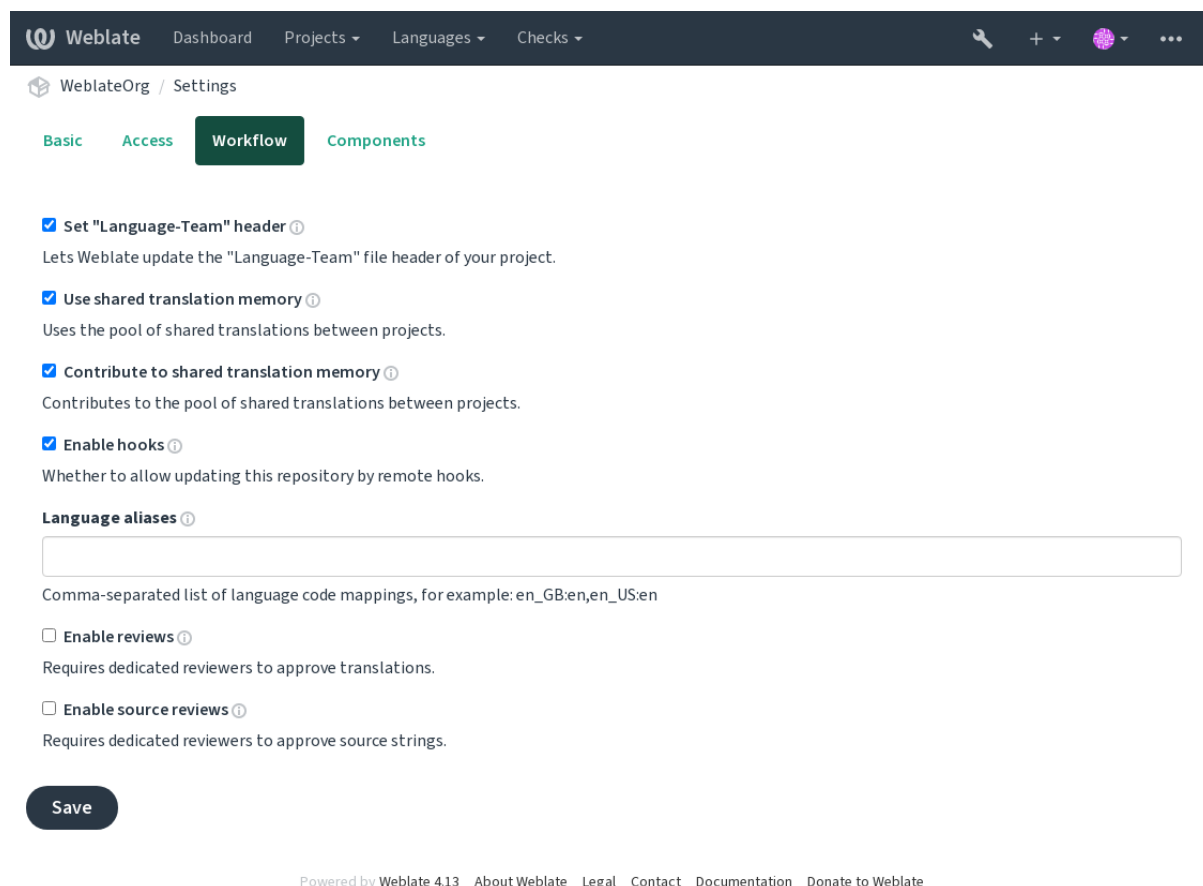 Weblate Dashboard Projects Languages Checks
WeblateOrg / Settings
Basic Access Workflow Components
Set "Language-Team" header
Lets Weblate update the "Language-Team" file header of your project.
Use shared translation memory
Uses the pool of shared translations between projects.
Contribute to shared translation memory
Contributes to the pool of shared translations between projects.
Enable hooks
Whether to allow updating this repository by remote hooks.
Language aliases
Comma-separated list of language code mappings, for example: en_GB:en,en_US:en
Enable reviews
Requires dedicated reviewers to approve translations.
Enable source reviews
Requires dedicated reviewers to approve source strings.
Save
Powered by Weblate 4.13 About Weblate Legal Contact Documentation Donate to Weblate